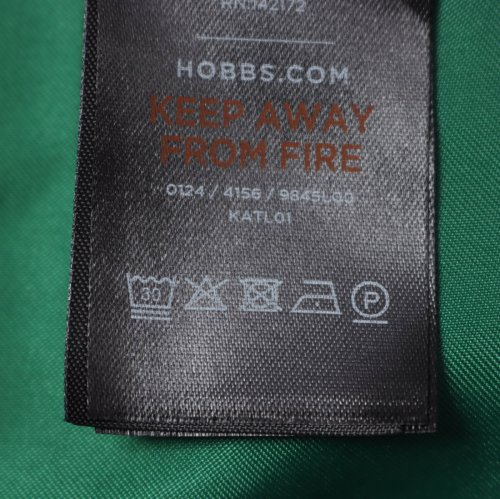 HOBBS.COM
KEEP AWAY
FROM FIRE
0124 / 4156 / 9645L00
KATL01
30
P